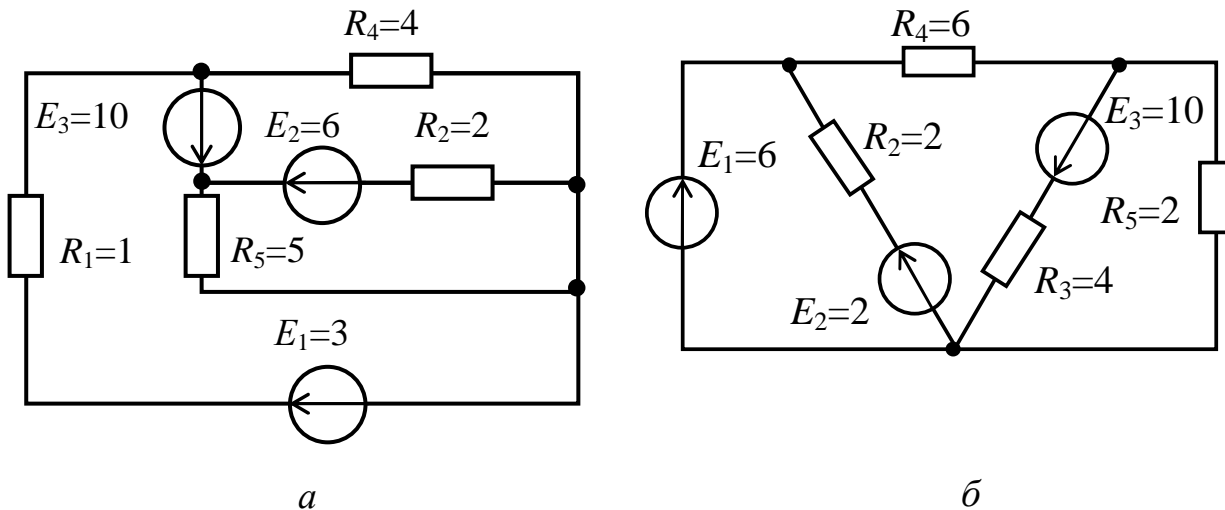 R4=4
E3=10
E2=6
R2=2
R1=1
R5=5
E1=3
а
R4=6
E3=10
R2=2
E1=6
R5=2
R3=4
E2=2
б